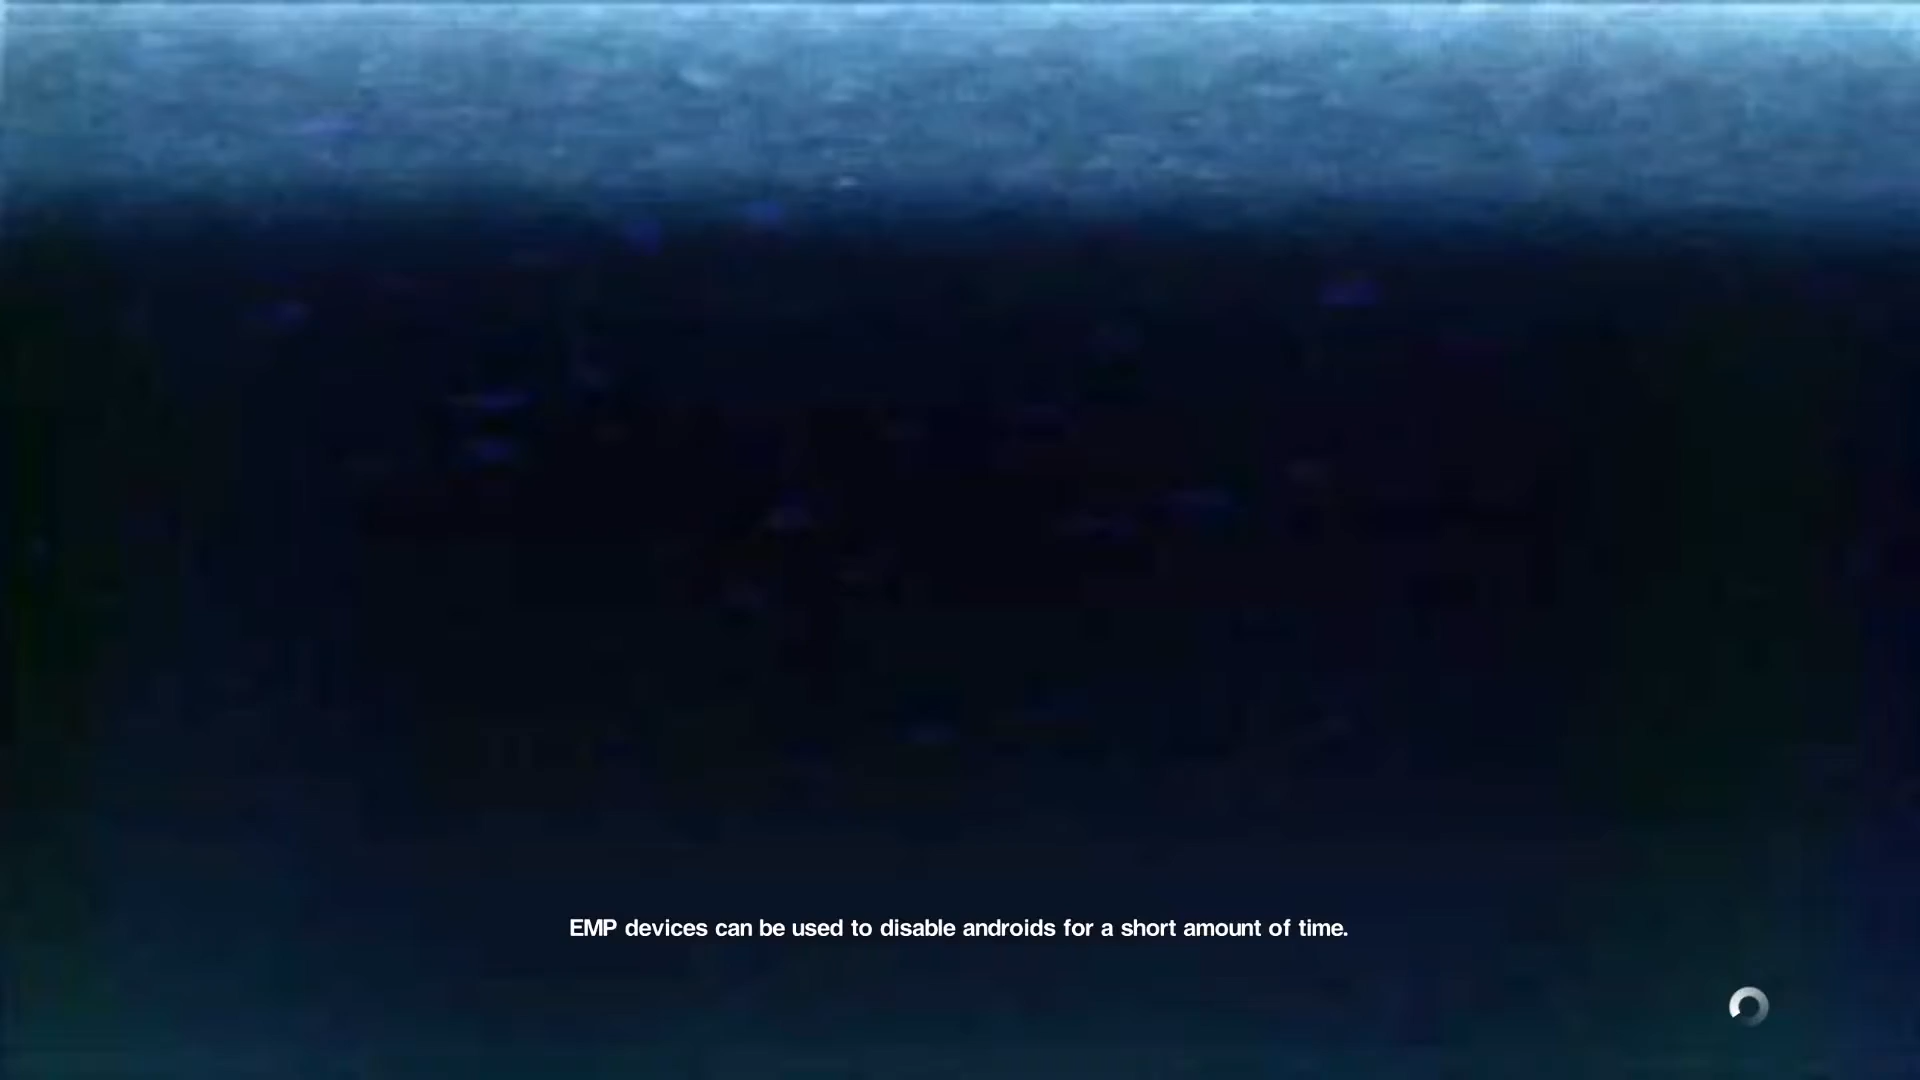 EMP devices can be used to disable androids for a short amount of time.